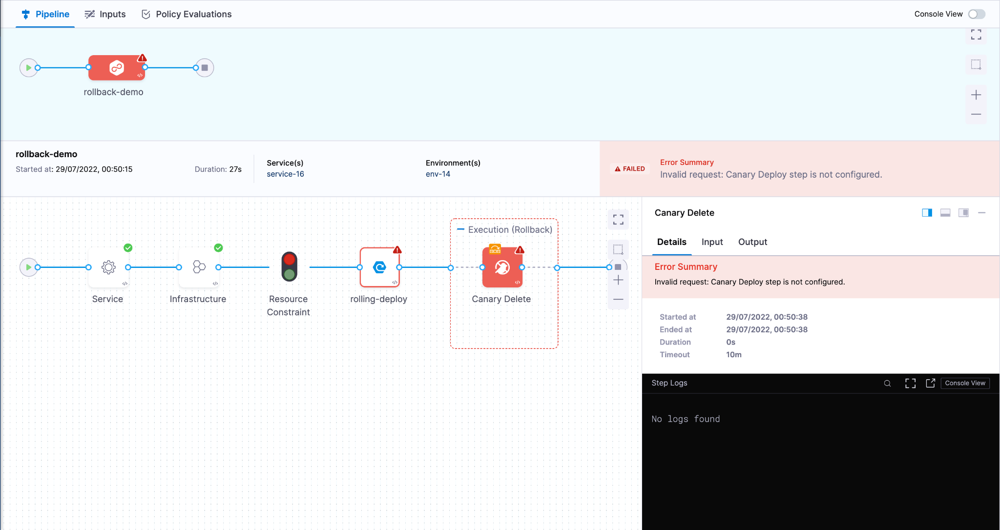 Pipeline
Inputs
Policy Evaluations
Console View
</>
rollback-demo
rollback-demo
Started at: 29/07/2022, 00:50:15
Duration: 27s
Service(s)
service-16
Environment(s)
env-14
FAILED
Error Summary
Invalid request: Canary Deploy step is not configured.
Execution (Rollback)
</>
</>
</>
</>
Service
Infrastructure
Resource
Constraint
rolling-deploy
Canary Delete
Canary Delete
Details
Input
Output
Error Summary
Invalid request: Canary Deploy step is not configured.
Started at 29/07/2022, 00:50:38
Ended at 29/07/2022, 00:50:38
Duration 0s
Timeout 10m
Step Logs
Console View
No logs found